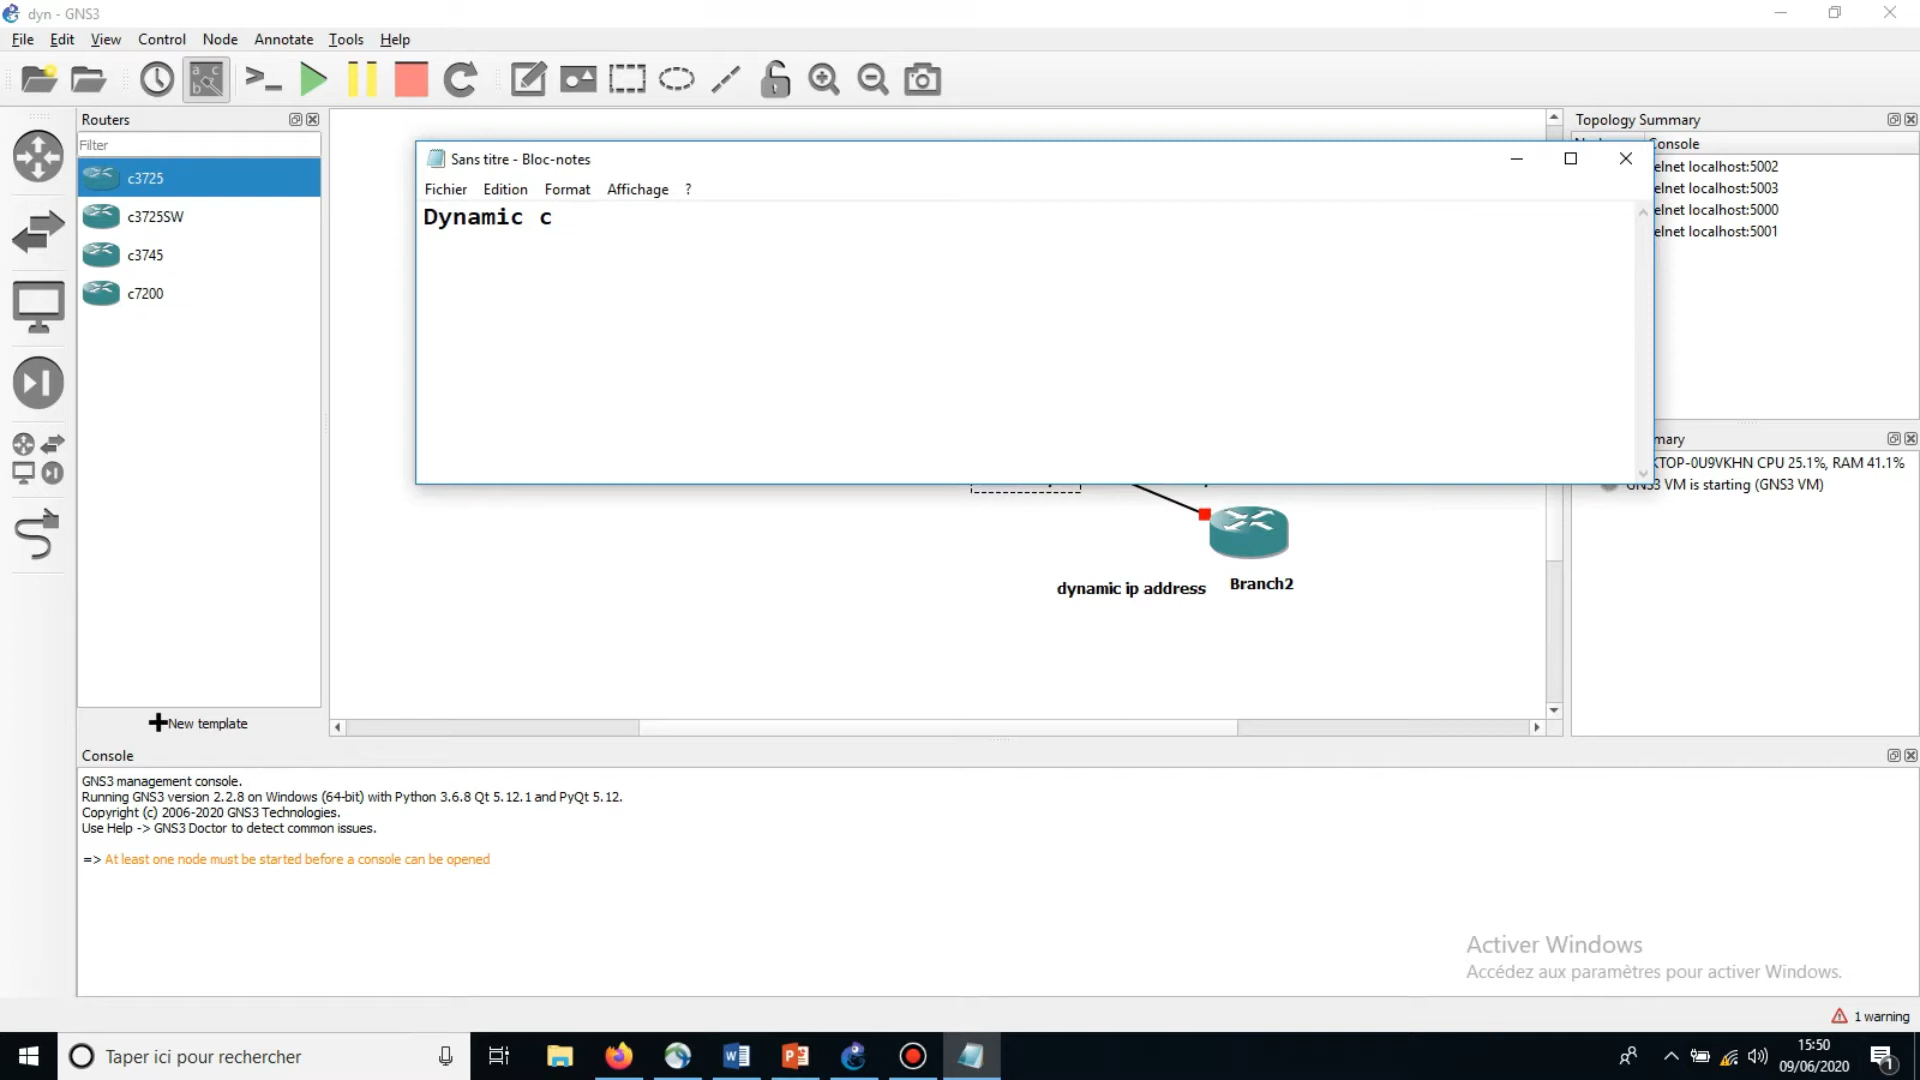 dyn - GNS3
File Edit View Control Node Annotate Tools Help
Routers
Filter
c3725
c3725SW
c3745
c7200
New template
Sans titre - Bloc-notes
Fichier Edition Format Affichage ?
Dynamic c
dynamic ip address
Branch2
Topology Summary
Console
elnet localhost:5002
elnet localhost:5003
elnet localhost:5000
elnet localhost:5001
mary
KTOP-0U9VKHN CPU 25.1%, RAM 41.1%
GNS3 VM is starting (GNS3 VM)
Console
GNS3 management console.
Running GNS3 version 2.2.8 on Windows (64-bit) with Python 3.6.8 Qt 5.12.1 and PyQt 5.12.
Copyright (c) 2006-2020 GNS3 Technologies.
Use Help -> GNS3 Doctor to detect common issues.
=> At least one node must be started before a console can be opened
Activer Windows
Accédez aux paramètres pour activer Windows.
1 warning
Taper ici pour rechercher
15:50
09/06/2020
1